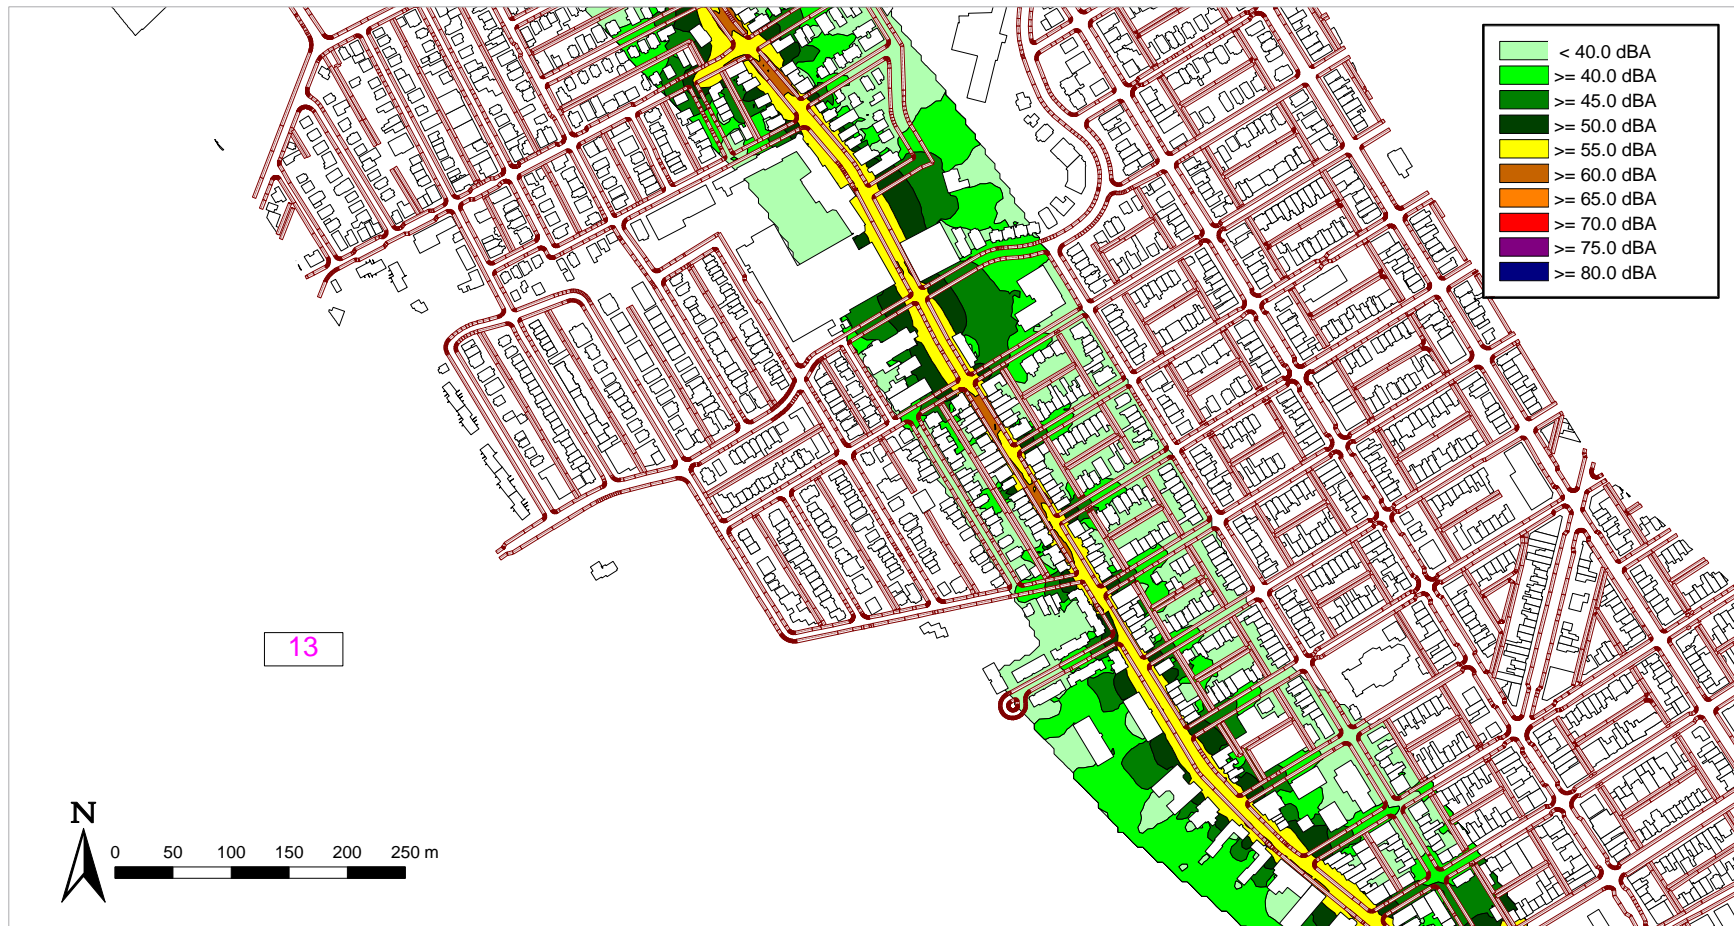 < 40.0 dBA
>= 40.0 dBA
>= 45.0 dBA
>= 50.0 dBA
>= 55.0 dBA
>= 60.0 dBA
>= 65.0 dBA
>= 70.0 dBA
>= 75.0 dBA
>= 80.0 dBA
13
N
0 50 100 150 200 250 m